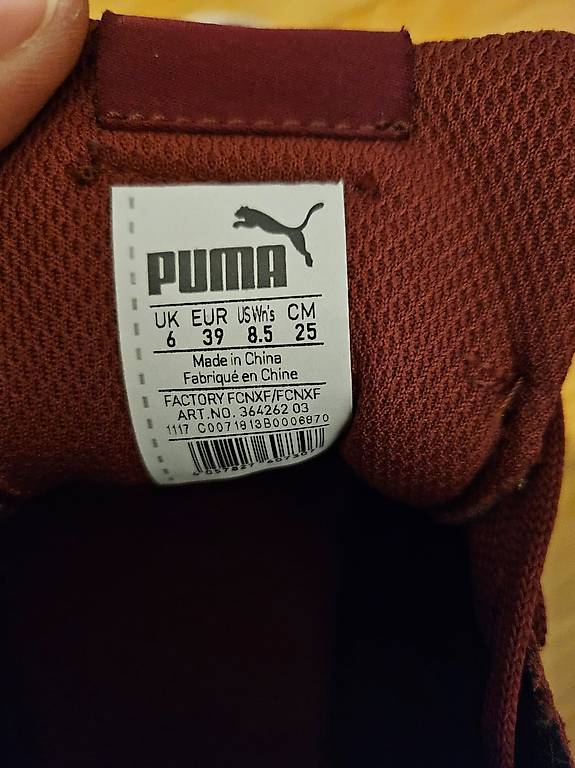 PUMA
UK EUR US Wn's CM
6 39 8.5 25
Made in China
Fabriqué en Chine
FACTORY FCNXF/FCNXF
ART.NO. 364262 03
1117 C0071813B0006870